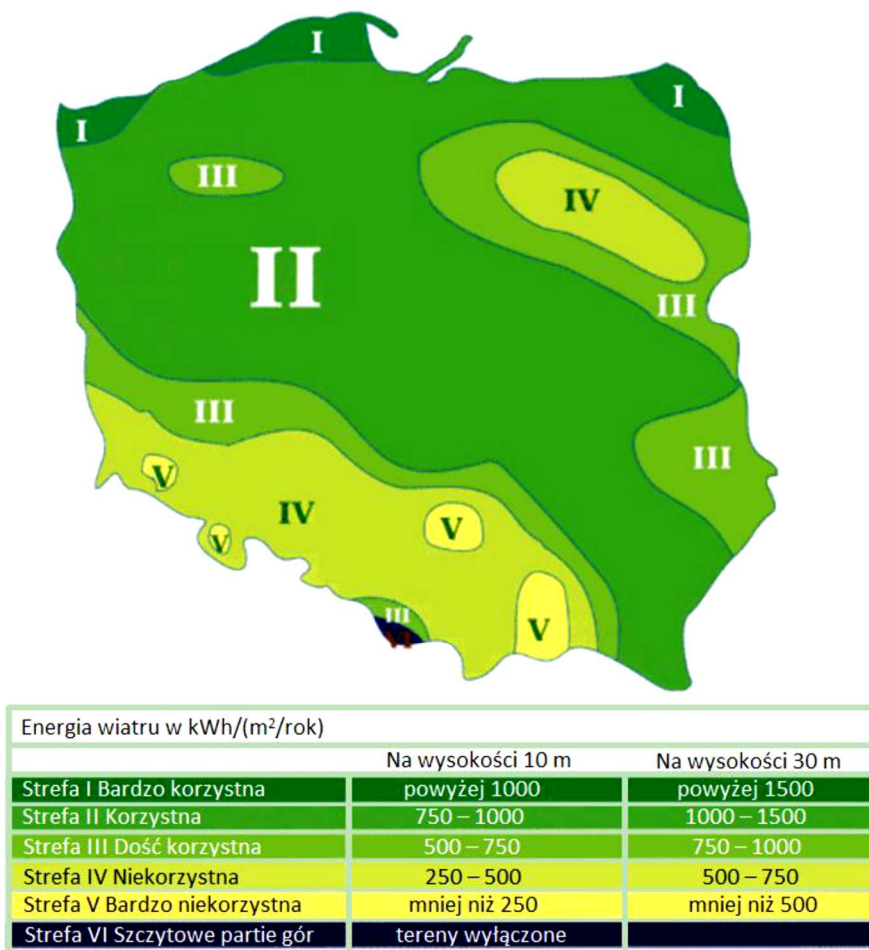 I
I
I
III
IV
II
III
III
III
V
IV
V
V
III
VI
V
Energia wiatru w kWh/(m²/rok)
Na wysokości 10 m Na wysokości 30 m
Strefa I Bardzo korzystna powyżej 1000 powyżej 1500
Strefa II Korzystna 750 – 1000 1000 – 1500
Strefa III Dość korzystna 500 – 750 750 – 1000
Strefa IV Niekorzystna 250 – 500 500 – 750
Strefa V Bardzo niekorzystna mniej niż 250 mniej niż 500
Strefa VI Szczytowe partie gór tereny wyłączone